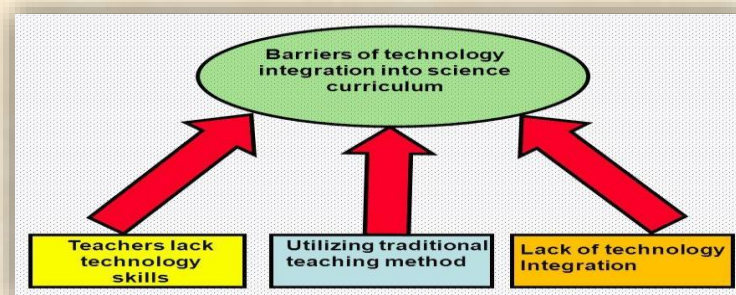 Barriers of technology
integration into science
curriculum
Teachers lack
technology
skills
Utilizing traditional
teaching method
Lack of technology
Integration